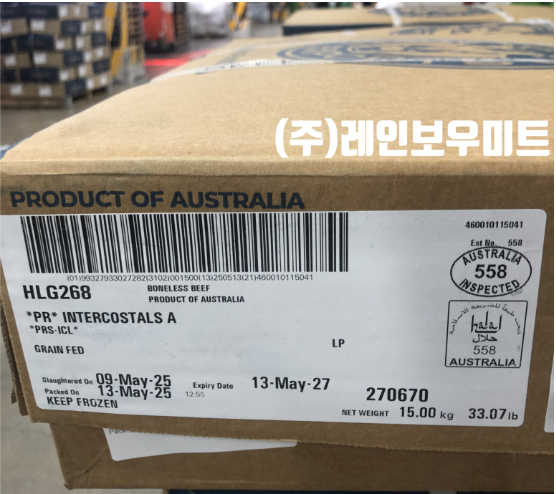 (주)레인보우미트
PRODUCT OF AUSTRALIA
460010115041
Est No. 558
AUSTRALIA
558
INSPECTED
(01)99327933027282(3102)001500(13)250513(21)460010115041
HLG268
BONELESS BEEF
PRODUCT OF AUSTRALIA
*PR* INTERCOSTALS A
*PRS-ICL*
GRAIN FED
LP
halal
حلال
558
AUSTRALIA
Slaughtered On 09-May-25
Packed On 13-May-25
Expiry Date 13-May-27
12:55
KEEP FROZEN
270670
NET WEIGHT 15.00 kg 33.07 lb